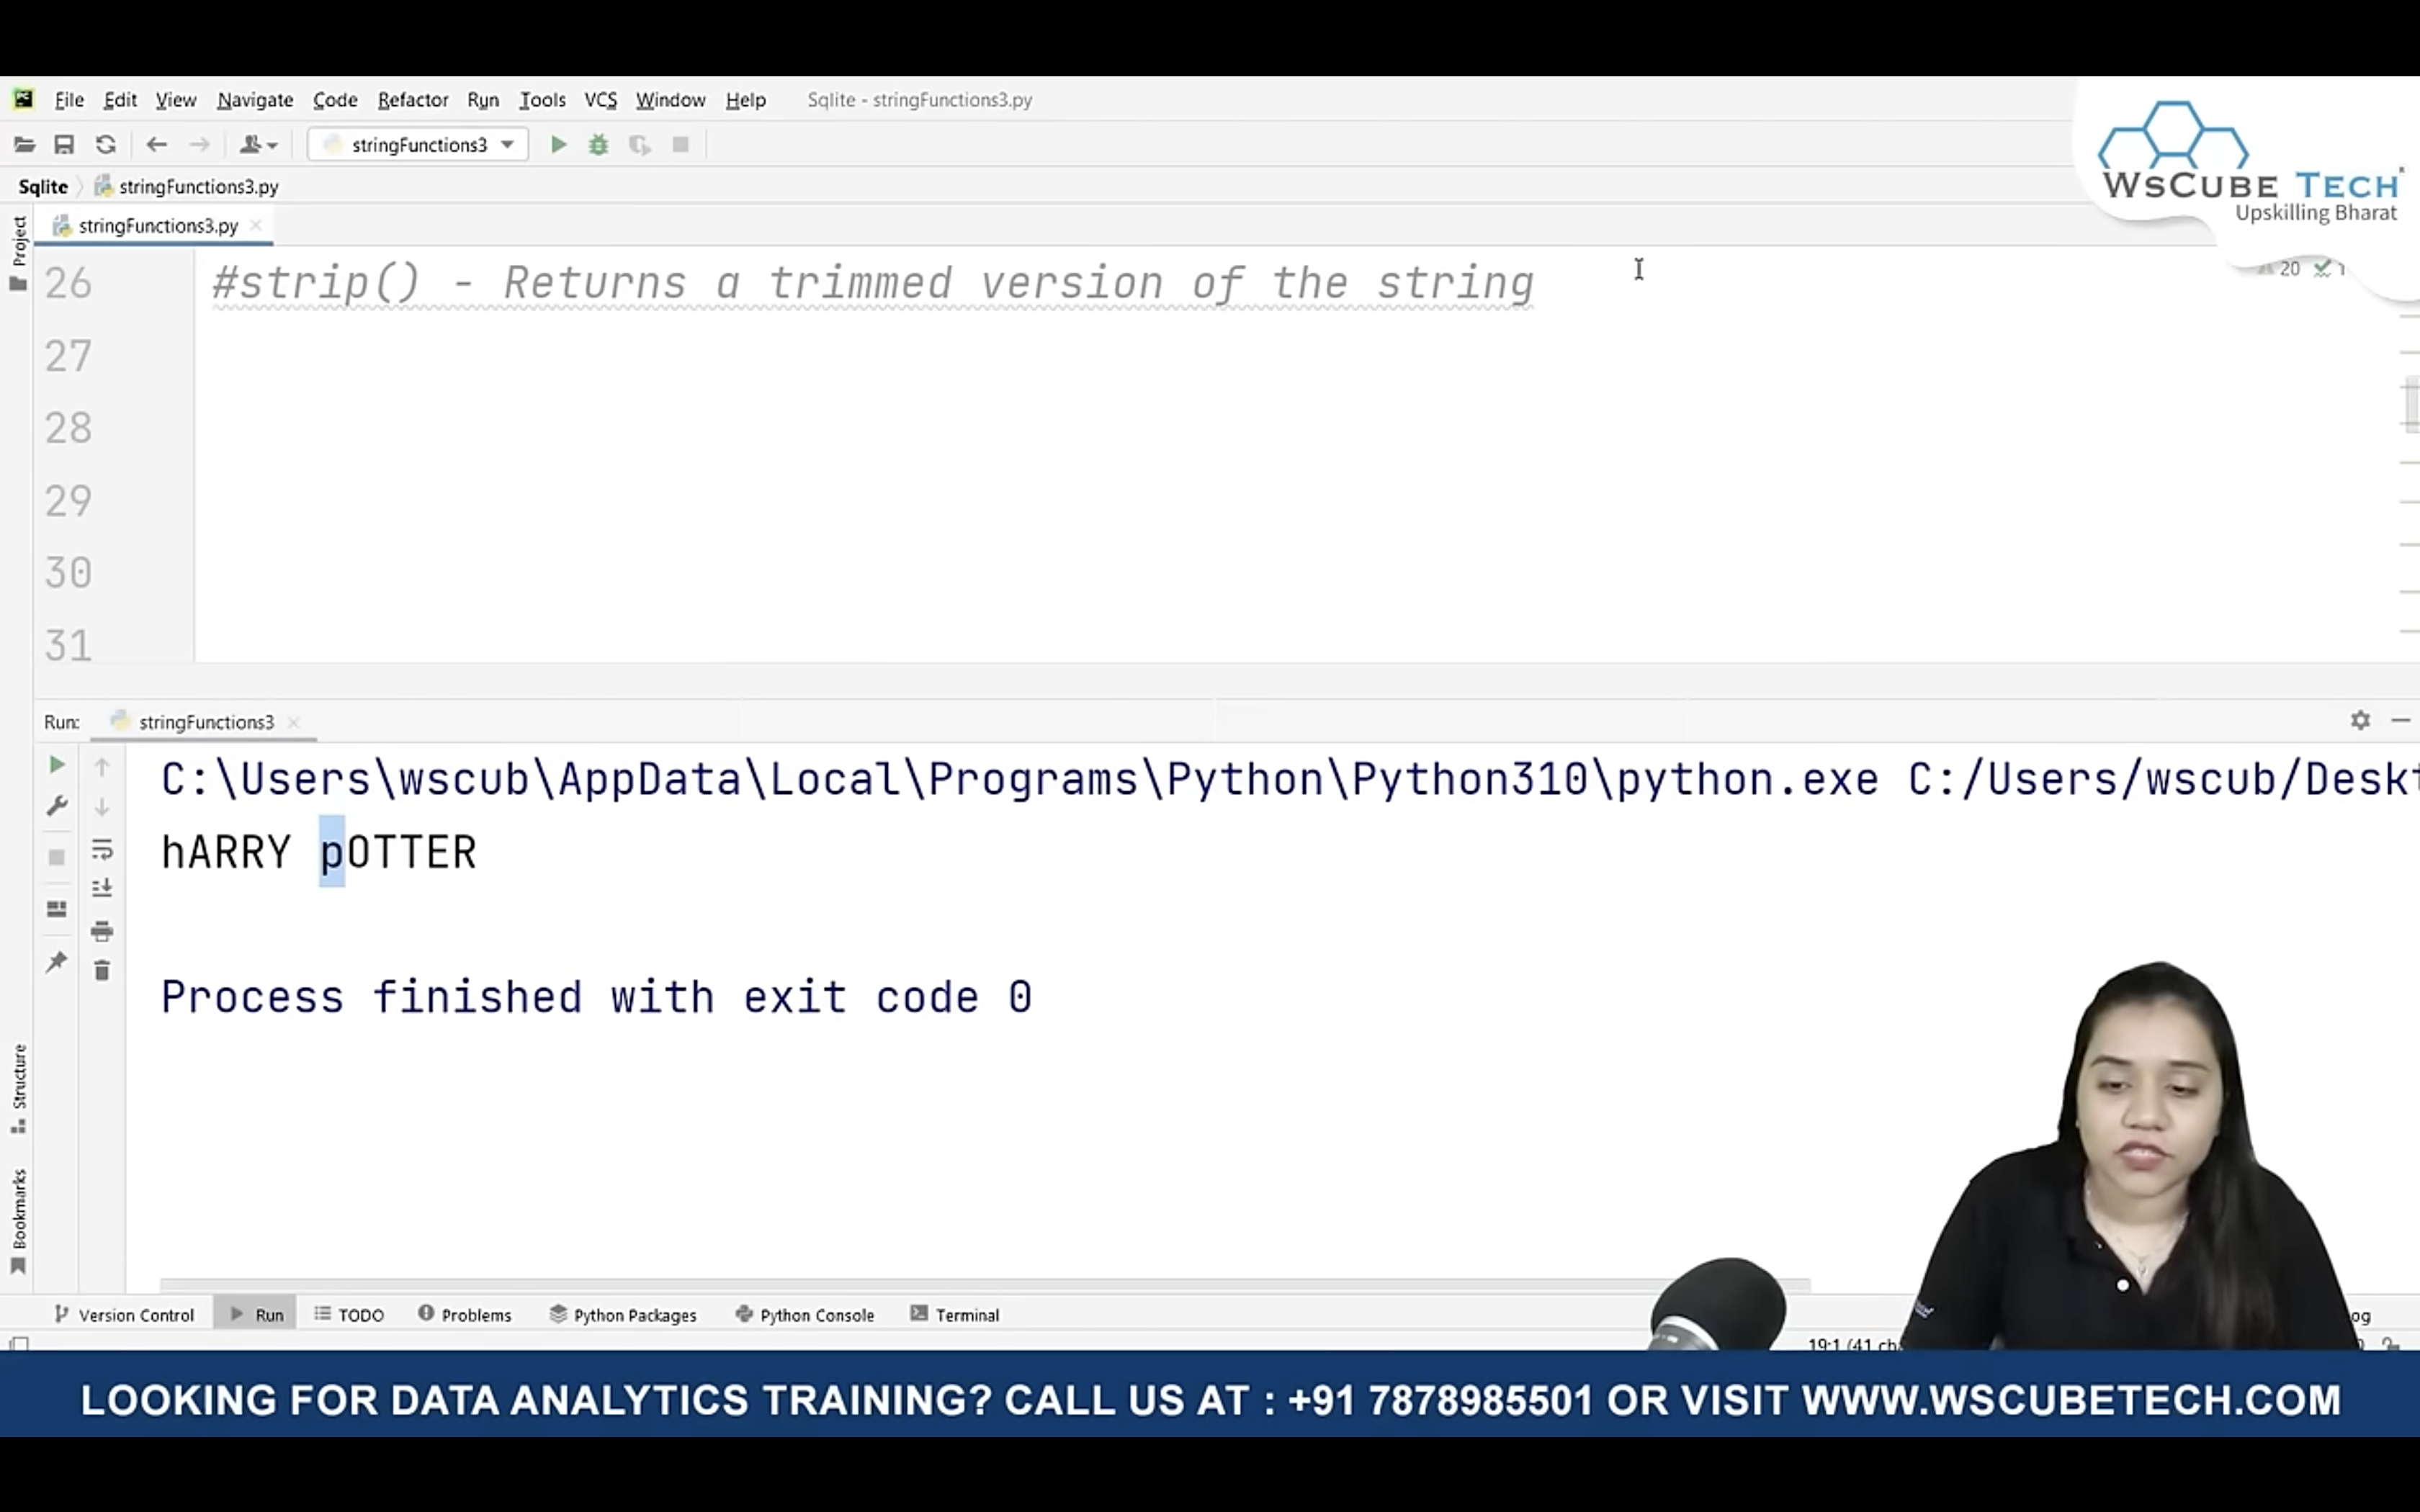 File Edit View Navigate Code Refactor Run Tools VCS Window Help Sqlite - stringFunctions3.py
WSCUBE TECH
Upskilling Bharat
stringFunctions3
Sqlite stringFunctions3.py
Project
stringFunctions3.py
20 1
26 #strip() - Returns a trimmed version of the string
27
28
29
30
31
Run: stringFunctions3
C:\Users\wscub\AppData\Local\Programs\Python\Python310\python.exe C:/Users/wscub/Deskt
hARRY pOTTER
Process finished with exit code 0
Structure
Bookmarks
Version Control Run TODO Problems Python Packages Python Console Terminal
19:1 (41 ch
LOOKING FOR DATA ANALYTICS TRAINING? CALL US AT : +91 7878985501 OR VISIT WWW.WSCUBETECH.COM